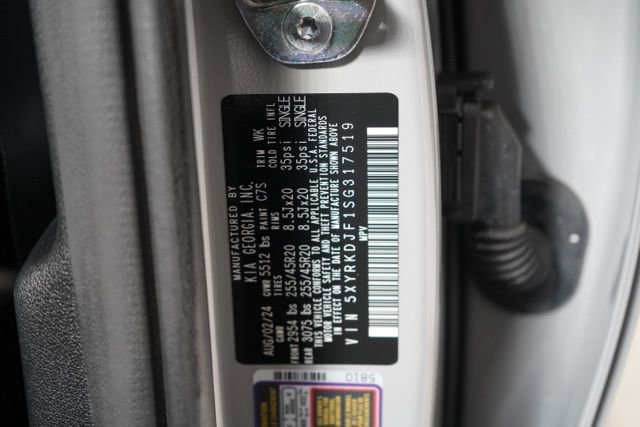 MANUFACTURED BY
KIA GEORGIA, INC.
AUG/02/24 GVWR 5512 lbs PAINT C7S TRIM WK
GAWR TIRES RIMS COLD TIRE INFL
FRONT 2954 lbs 255/45R20 8.5Jx20 35psi SINGLE
REAR 3075 lbs 255/45R20 8.5Jx20 35psi SINGLE
THIS VEHICLE CONFORMS TO ALL APPLICABLE U.S.A. FEDERAL
MOTOR VEHICLE SAFETY AND THEFT PREVENTION STANDARDS
IN EFFECT ON THE DATE OF MANUFACTURE SHOWN ABOVE
VIN 5XYRKDJF1SG317519
MPV
5810